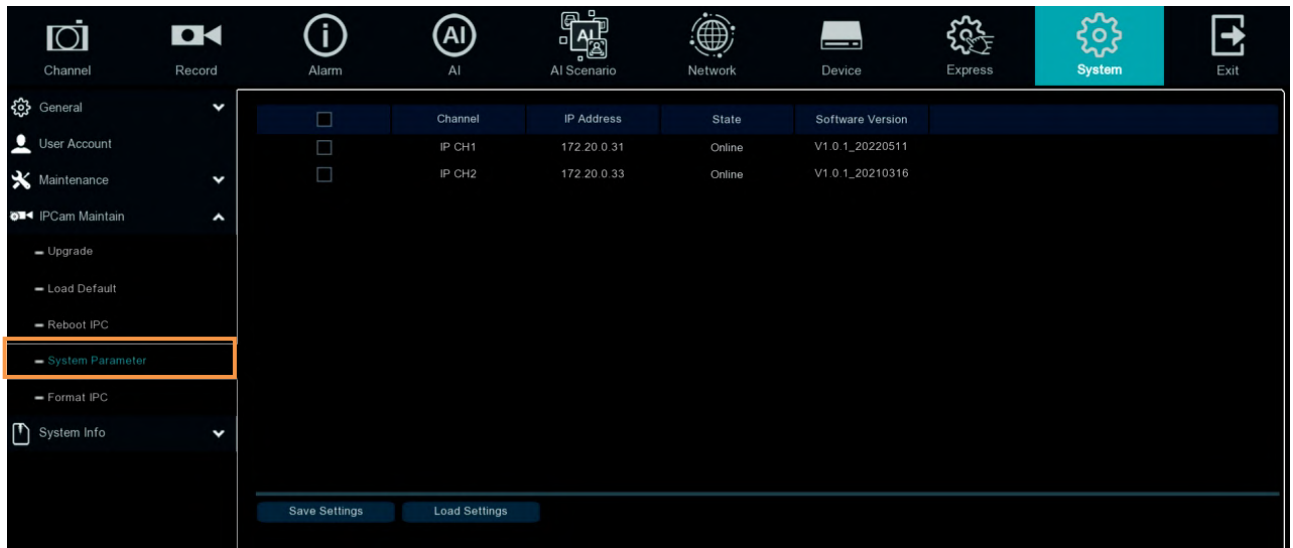 Channel Record Alarm AI AI Scenario Network Device Express System Exit
General
User Account
Maintenance
IPCam Maintain
Upgrade
Load Default
Reboot IPC
System Parameter
Format IPC
System Info
Channel IP Address State Software Version
IP CH1 172.20.0.31 Online V1.0.1_20220511
IP CH2 172.20.0.33 Online V1.0.1_20210316
Save Settings Load Settings